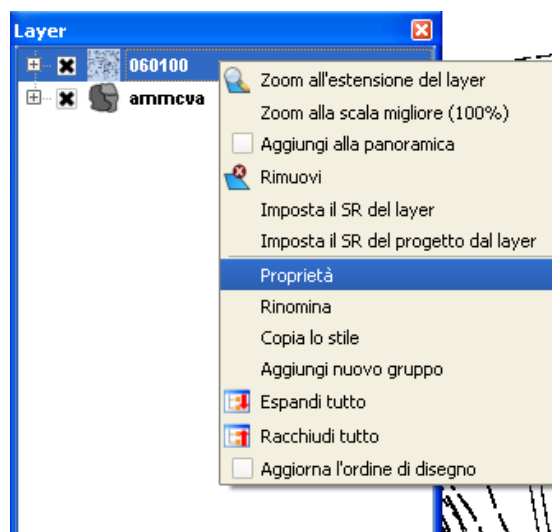 Layer
060100
ammcva
Zoom all'estensione del layer
Zoom alla scala migliore (100%)
Aggiungi alla panoramica
Rimuovi
Imposta il SR del layer
Imposta il SR del progetto dal layer
Proprietà
Rinomina
Copia lo stile
Aggiungi nuovo gruppo
Espandi tutto
Racchiudi tutto
Aggiorna l'ordine di disegno